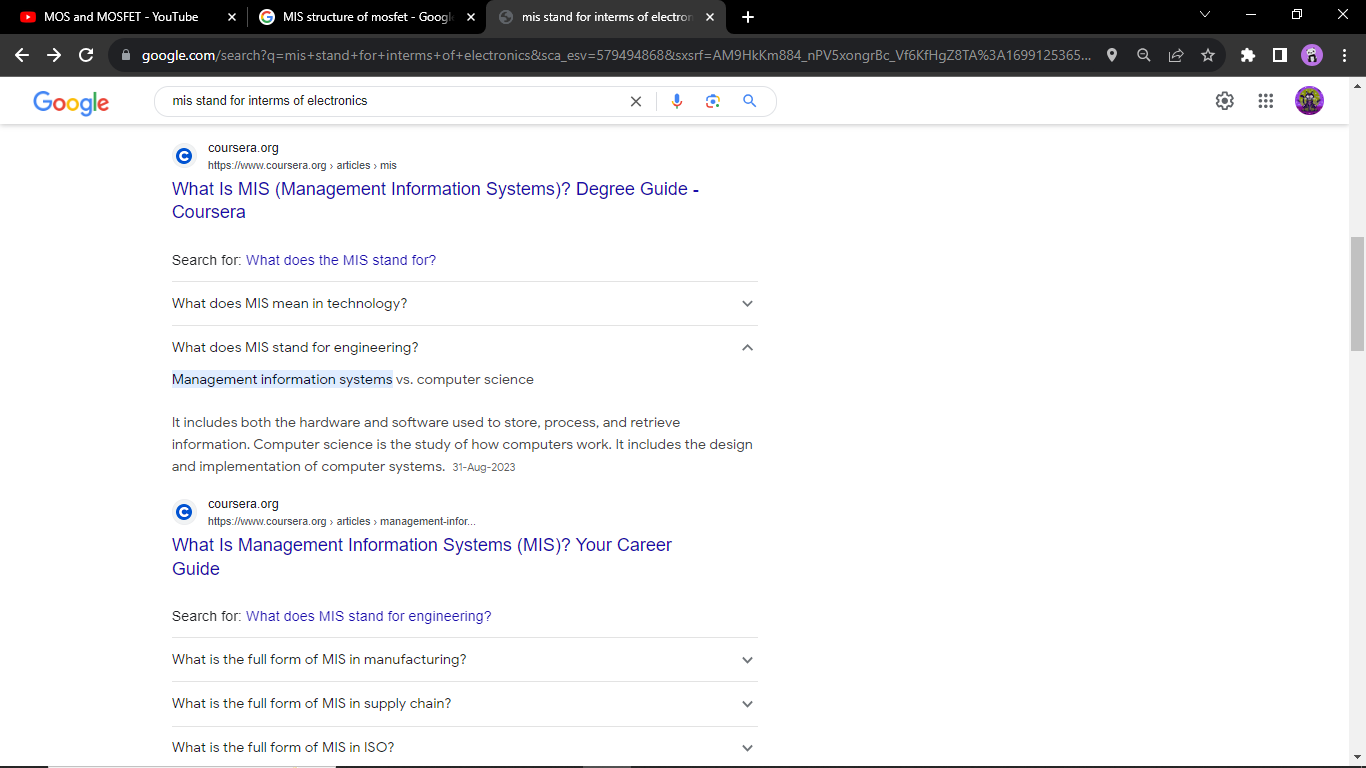 MOS and MOSFET - YouTube
MIS structure of mosfet - Googl
mis stand for interms of electron
google.com/search?q=mis+stand+for+interms+of+electronics&sca_esv=579494868&sxsrf=AM9HkKm884_nPV5xongrBc_Vf6KfHgZ8TA%3A1699125365...
Google
mis stand for interms of electronics
coursera.org
https://www.coursera.org › articles › mis
What Is MIS (Management Information Systems)? Degree Guide -
Coursera
Search for: What does the MIS stand for?
What does MIS mean in technology?
What does MIS stand for engineering?
Management information systems vs. computer science
It includes both the hardware and software used to store, process, and retrieve
information. Computer science is the study of how computers work. It includes the design
and implementation of computer systems. 31-Aug-2023
coursera.org
https://www.coursera.org › articles › management-infor...
What Is Management Information Systems (MIS)? Your Career
Guide
Search for: What does MIS stand for engineering?
What is the full form of MIS in manufacturing?
What is the full form of MIS in supply chain?
What is the full form of MIS in ISO?